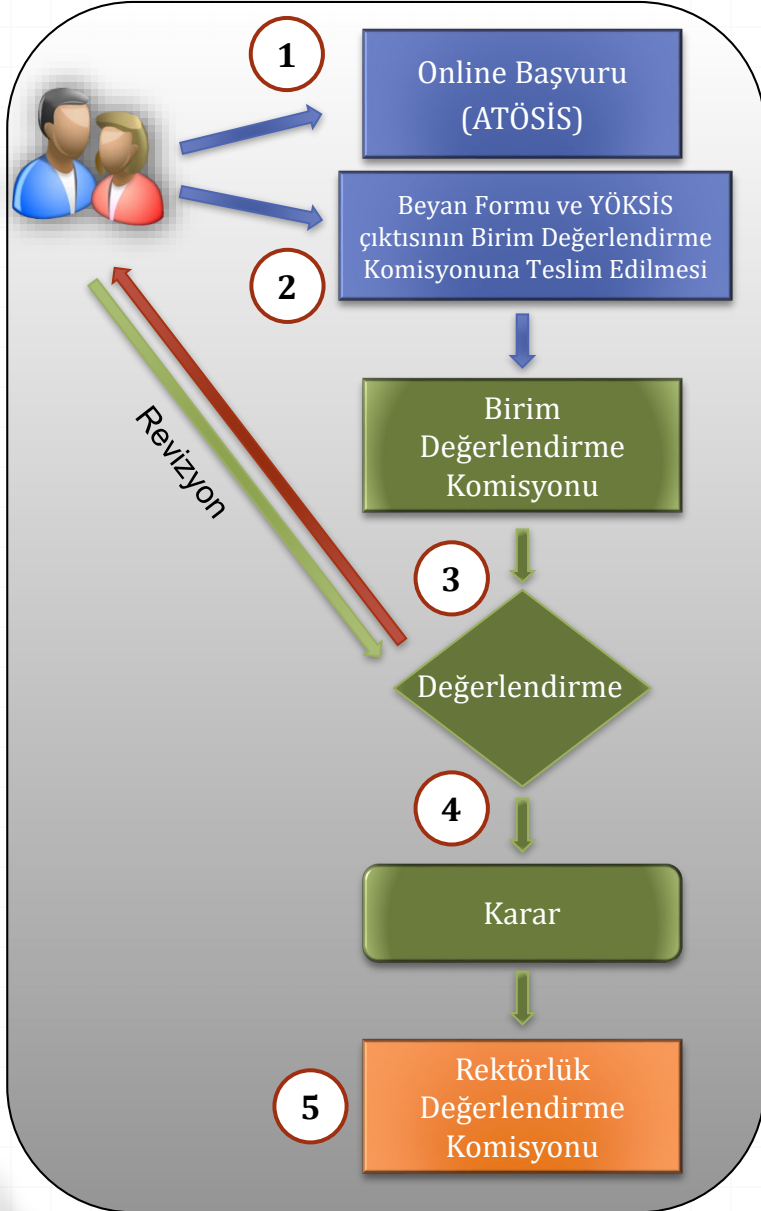 1
Online Başvuru
(ATÖSİS)
Beyan Formu ve YÖKSİS
çıktısının Birim Değerlendirme
Komisyonuna Teslim Edilmesi
2
Birim
Değerlendirme
Komisyonu
Revizyon
3
Değerlendirme
4
Karar
5
Rektörlük
Değerlendirme
Komisyonu